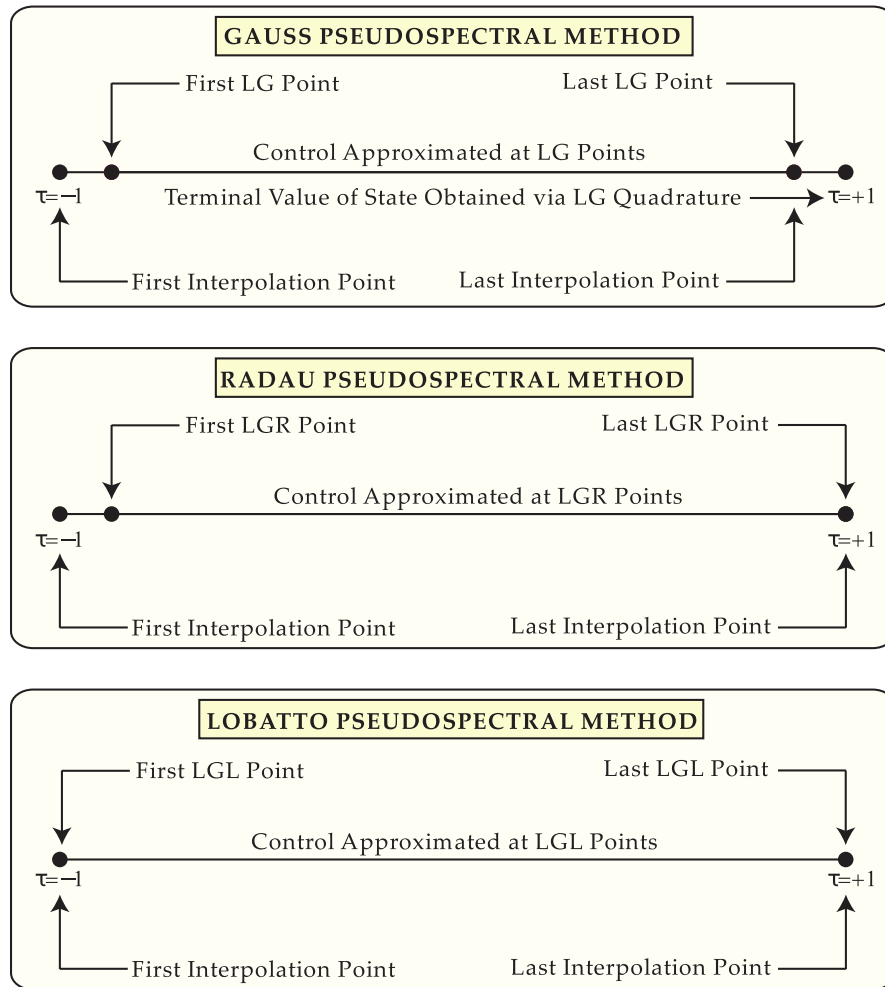 GAUSS PSEUDOSPECTRAL METHOD
First LG Point
Last LG Point
Control Approximated at LG Points
τ=−1
Terminal Value of State Obtained via LG Quadrature
τ=+1
First Interpolation Point
Last Interpolation Point
RADAU PSEUDOSPECTRAL METHOD
First LGR Point
Last LGR Point
Control Approximated at LGR Points
τ=−1
τ=+1
First Interpolation Point
Last Interpolation Point
LOBATTO PSEUDOSPECTRAL METHOD
First LGL Point
Last LGL Point
Control Approximated at LGL Points
τ=−1
τ=+1
First Interpolation Point
Last Interpolation Point